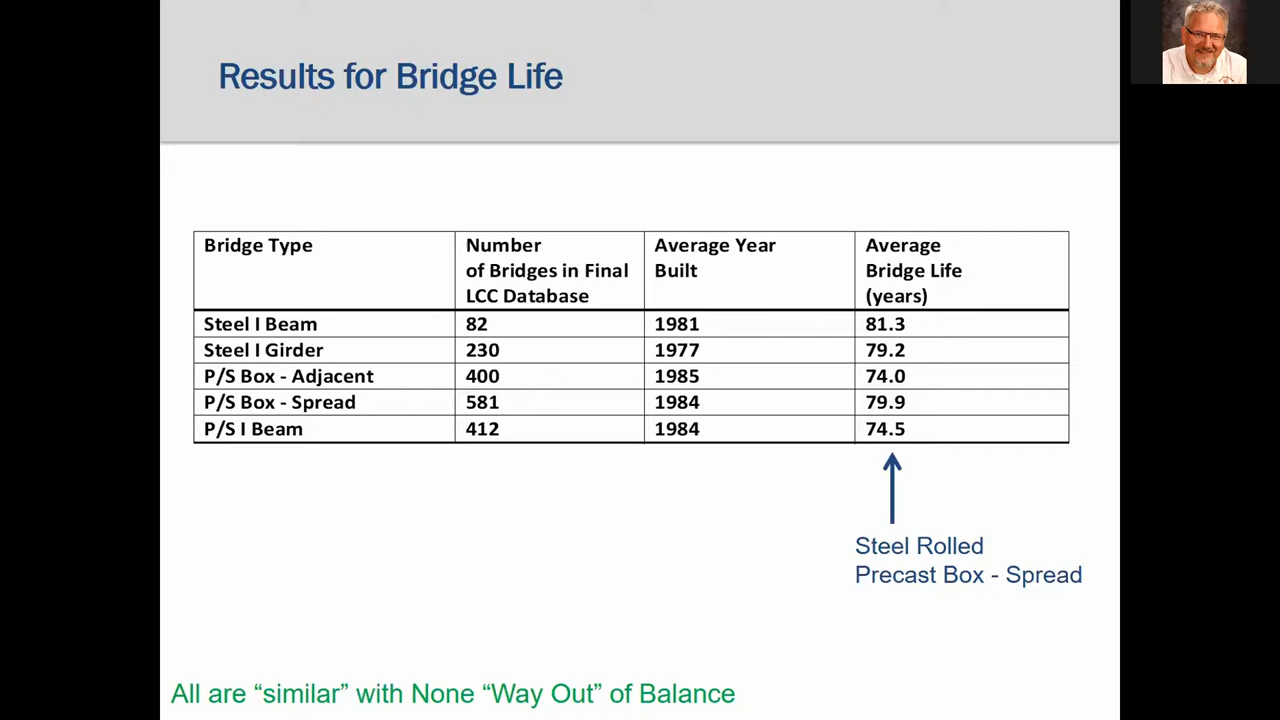 Results for Bridge Life
Bridge Type Number of Bridges in Final LCC Database Average Year Built Average Bridge Life (years)
Steel I Beam 82 1981 81.3
Steel I Girder 230 1977 79.2
P/S Box - Adjacent 400 1985 74.0
P/S Box - Spread 581 1984 79.9
P/S I Beam 412 1984 74.5
Steel Rolled
Precast Box - Spread
All are “similar” with None “Way Out” of Balance